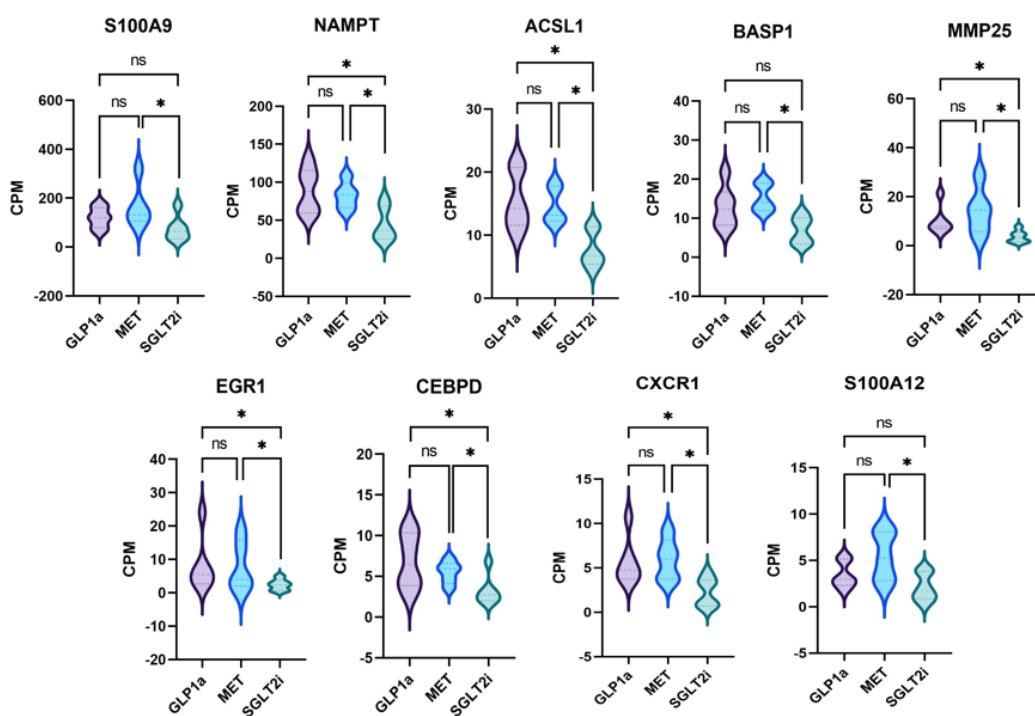 S100A9
ns
ns *
600
400
200
0
-200
CPM
GLP1a MET SGLT2i
NAMPT
*
ns *
200
150
100
50
0
-50
CPM
GLP1a MET SGLT2i
ACSL1
*
ns *
30
20
10
0
CPM
GLP1a MET SGLT2i
BASP1
ns
ns *
40
30
20
10
0
-10
CPM
GLP1a MET SGLT2i
MMP25
*
ns *
60
40
20
0
-20
CPM
GLP1a MET SGLT2i
EGR1
*
ns *
40
30
20
10
0
-10
-20
CPM
GLP1a MET SGLT2i
CEBPD
*
ns *
20
15
10
5
0
-5
CPM
GLP1a MET SGLT2i
CXCR1
*
ns *
15
10
5
0
-5
CPM
GLP1a MET SGLT2i
S100A12
ns
ns *
15
10
5
0
-5
CPM
GLP1a MET SGLT2i